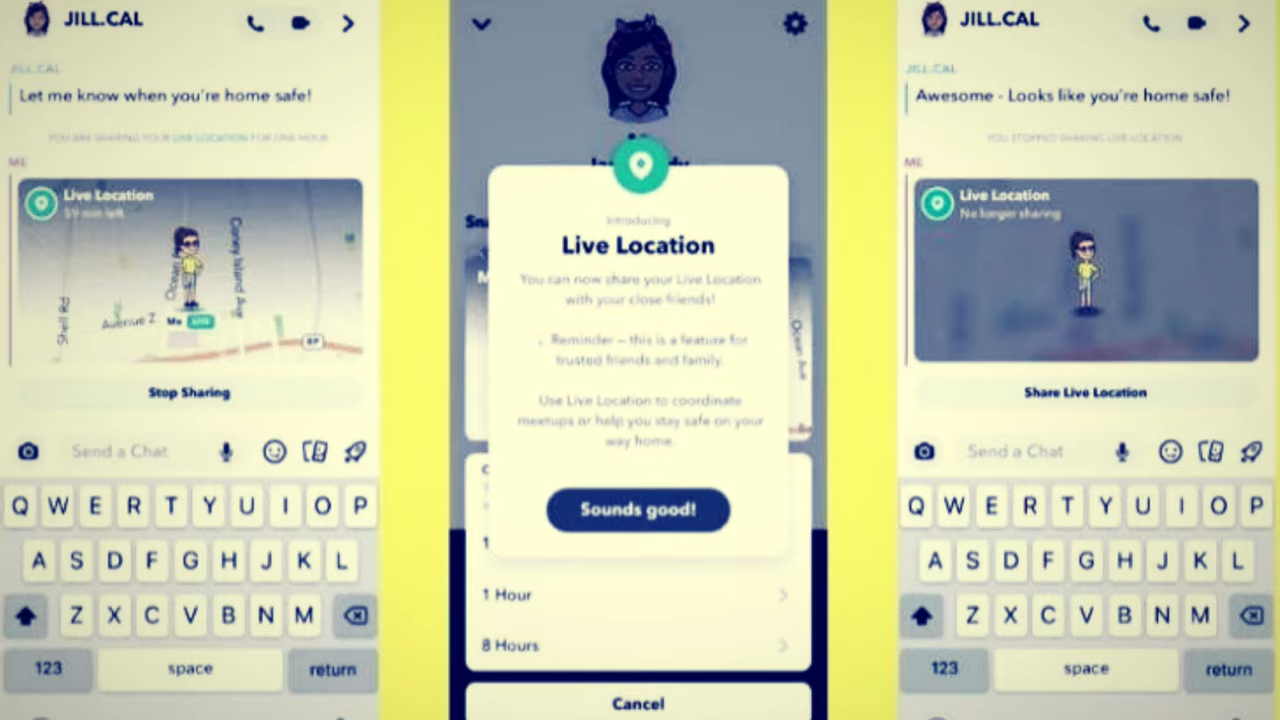 JILL.CAL
JILL.CAL
Let me know when you're home safe!
YOU ARE SHARING YOUR LIVE LOCATION FOR ONE HOUR
ME
Live Location
59 min left
Coney Island Ave
Ocean
Shell Rd
Avenue Z
Me
BP
Stop Sharing
Send a Chat
Q W E R T Y U I O P
A S D F G H J K L
Z X C V B N M
123 space return
Introducing
Live Location
You can now share your Live Location
with your close friends!
Reminder – this is a feature for
trusted friends and family.
Use Live Location to coordinate
meetups or help you stay safe on your
way home.
Sounds good!
Ocean
1 Hour
8 Hours
Cancel
JILL.CAL
JILL.CAL
Awesome - Looks like you're home safe!
YOU STOPPED SHARING LIVE LOCATION
ME
Live Location
No longer sharing
Share Live Location
Send a Chat
Q W E R T Y U I O P
A S D F G H J K L
Z X C V B N M
123 space return